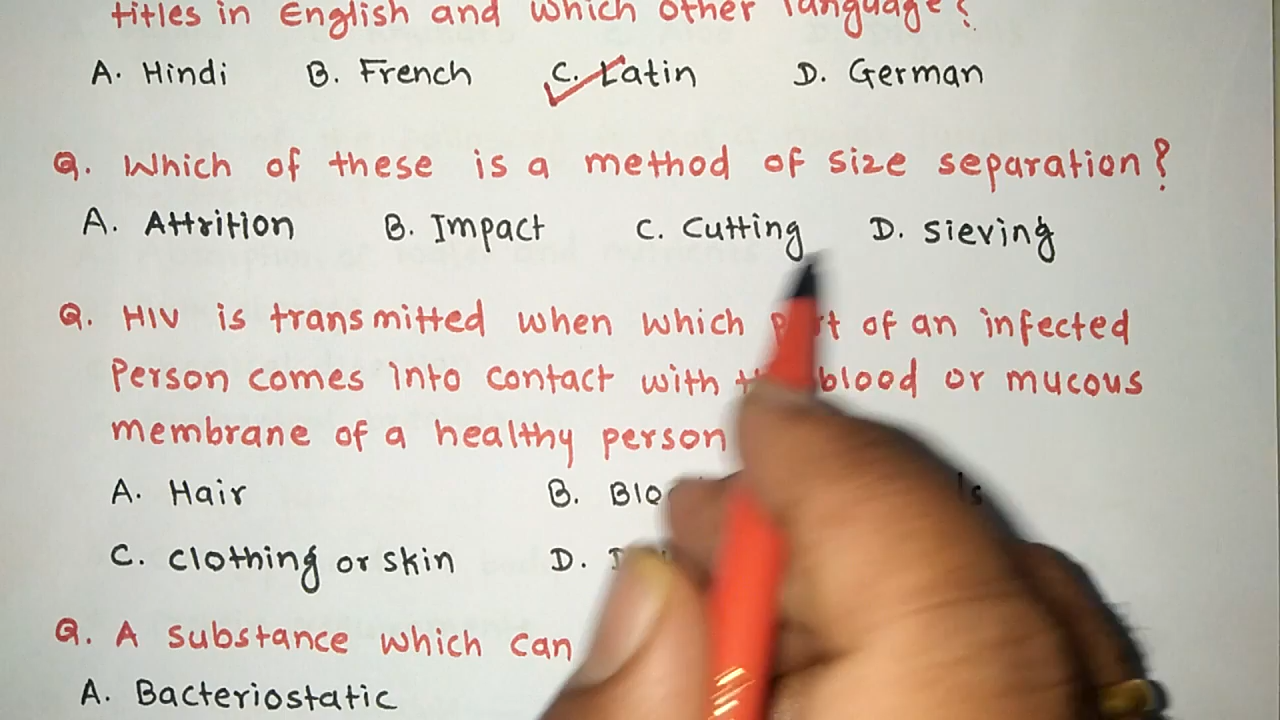 titles in English and which other language?
A. Hindi B. French C. Latin D. German
Q. Which of these is a method of size separation?
A. Attrition B. Impact C. Cutting D. sieving
Q. HIV is transmitted when which of an infected
Person comes into contact with blood or mucous
membrane of a healthy person
A. Hair B.
C. clothing or skin D.
Q. A substance which can
A. Bacteriostatic